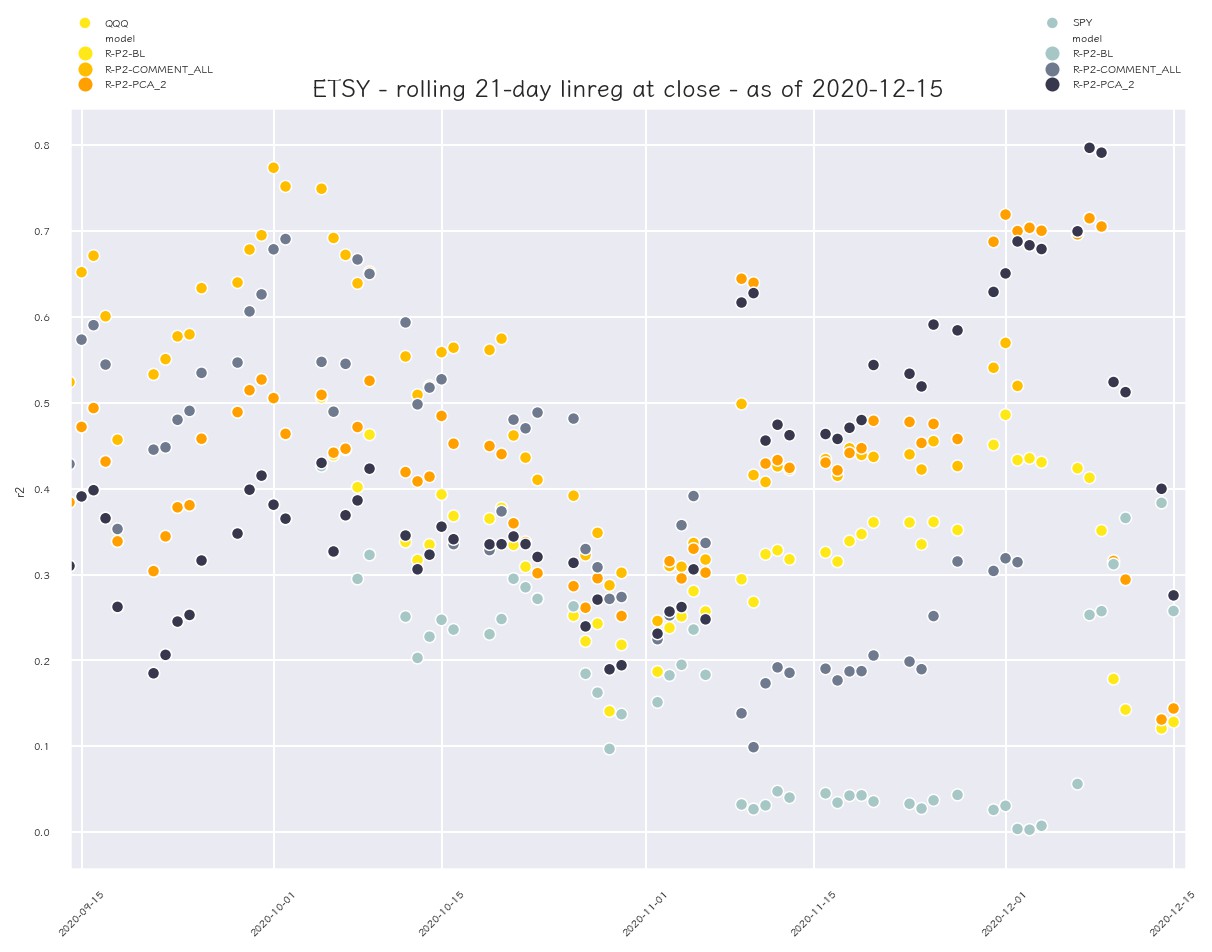 QQQ
model
R-P2-BL
R-P2-COMMENT_ALL
R-P2-PCA_2
SPY
model
R-P2-BL
R-P2-COMMENT_ALL
R-P2-PCA_2
ETSY - rolling 21-day linreg at close - as of 2020-12-15
0.8
0.7
0.6
0.5
0.4
0.3
0.2
0.1
0.0
r2
2020-09-15
2020-10-01
2020-10-15
2020-11-01
2020-11-15
2020-12-01
2020-12-15